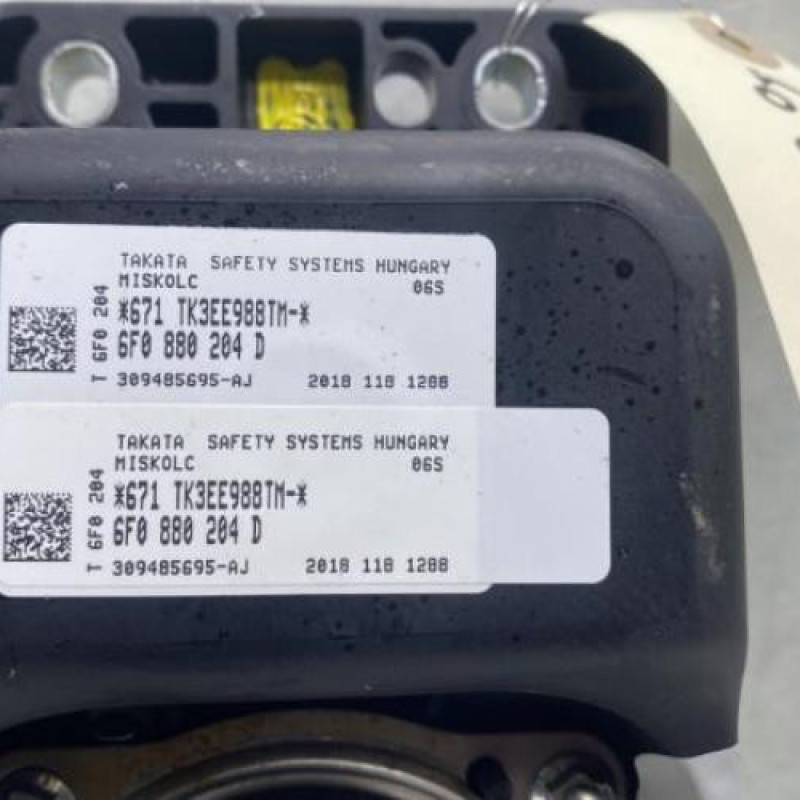 TAKATA SAFETY SYSTEMS HUNGARY
MISKOLC 06S
*671 TK3EE988TM-*
6F0 880 204 D
309485695-AJ 2018 118 1288
T 6F0 204
TAKATA SAFETY SYSTEMS HUNGARY
MISKOLC 06S
*671 TK3EE988TM-*
6F0 880 204 D
309485695-AJ 2018 118 1288
T 6F0 204